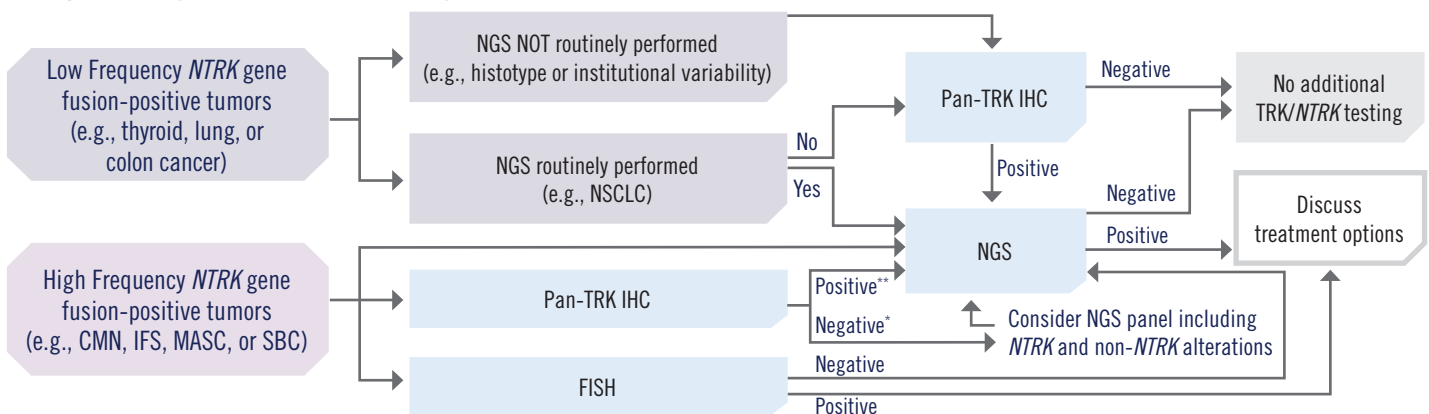 Low Frequency NTRK gene
fusion-positive tumors
(e.g., thyroid, lung, or
colon cancer)
NGS NOT routinely performed
(e.g., histotype or institutional variability)
NGS routinely performed
(e.g., NSCLC)
No
Yes
Pan-TRK IHC
Negative
No additional
TRK/NTRK testing
Positive
Negative
NGS
Positive
Discuss
treatment options
High Frequency NTRK gene
fusion-positive tumors
(e.g., CMN, IFS, MASC, or SBC)
Pan-TRK IHC
Positive**
Negative*
Consider NGS panel including
NTRK and non-NTRK alterations
FISH
Negative
Positive